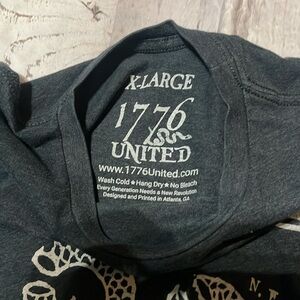 X-LARGE
1776
UNITED
www.1776United.com
Wash Cold ★ Hang Dry ★ No Bleach
Every Generation Needs a New Revolution
Designed and Printed in Atlanta, GA
N.